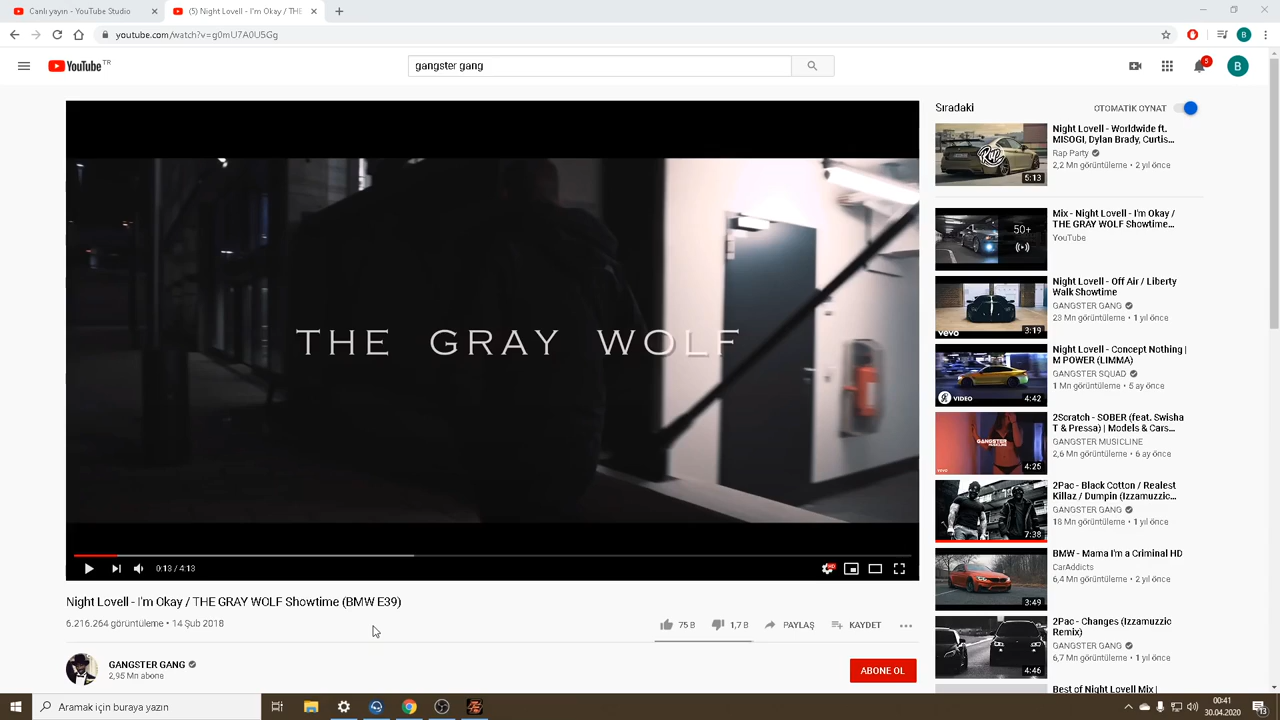 Canlı yayın - YouTube Studio
(5) Night Lovell - I'm Okay / THE
youtube.com/watch?v=g0mU7A0U5Gg
YouTube TR
gangster gang
5
B
THE GRAY WOLF
0:13 / 4:13
HD
Night Lovell - I'm Okay / THE GRAY WOLF Showtime (BMW E39)
6.216.264 görüntüleme • 14 Şub 2018
75 B
1,7 B
PAYLAŞ
KAYDET
GANGSTER GANG
2,95 Mn abone
ABONE OL
Sıradaki
OTOMATİK OYNAT
Night Lovell - Worldwide ft.
MISOGI, Dylan Brady, Curtis...
Rap Party
2,2 Mn görüntüleme • 2 yıl önce
Rap
5:13
Mix - Night Lovell - I'm Okay /
THE GRAY WOLF Showtime...
YouTube
50+
Night Lovell - Off Air / Liberty
Walk Showtime
GANGSTER GANG
23 Mn görüntüleme • 1 yıl önce
vevo
3:19
Night Lovell - Concept Nothing |
M POWER (LIMMA)
GANGSTER SQUAD
1 Mn görüntüleme • 5 ay önce
VIDEO
4:42
2Scratch - SOBER (feat. Swisha
T & Pressa) | Models & Cars...
GANGSTER MUSICLINE
2,6 Mn görüntüleme • 6 ay önce
GANGSTER
MUSICLINE
vevo
4:25
2Pac - Black Cotton / Realest
Killaz / Dumpin (Izzamuzzic...
GANGSTER GANG
18 Mn görüntüleme • 1 yıl önce
7:38
BMW - Mama I'm a Criminal HD
CarAddicts
6,4 Mn görüntüleme • 2 yıl önce
3:49
2Pac - Changes (Izzamuzzic
Remix)
GANGSTER GANG
6,7 Mn görüntüleme • 1 yıl önce
4:46
Best of Night Lovell Mix |
Aramak için buraya yazın
00:41
30.04.2020
13